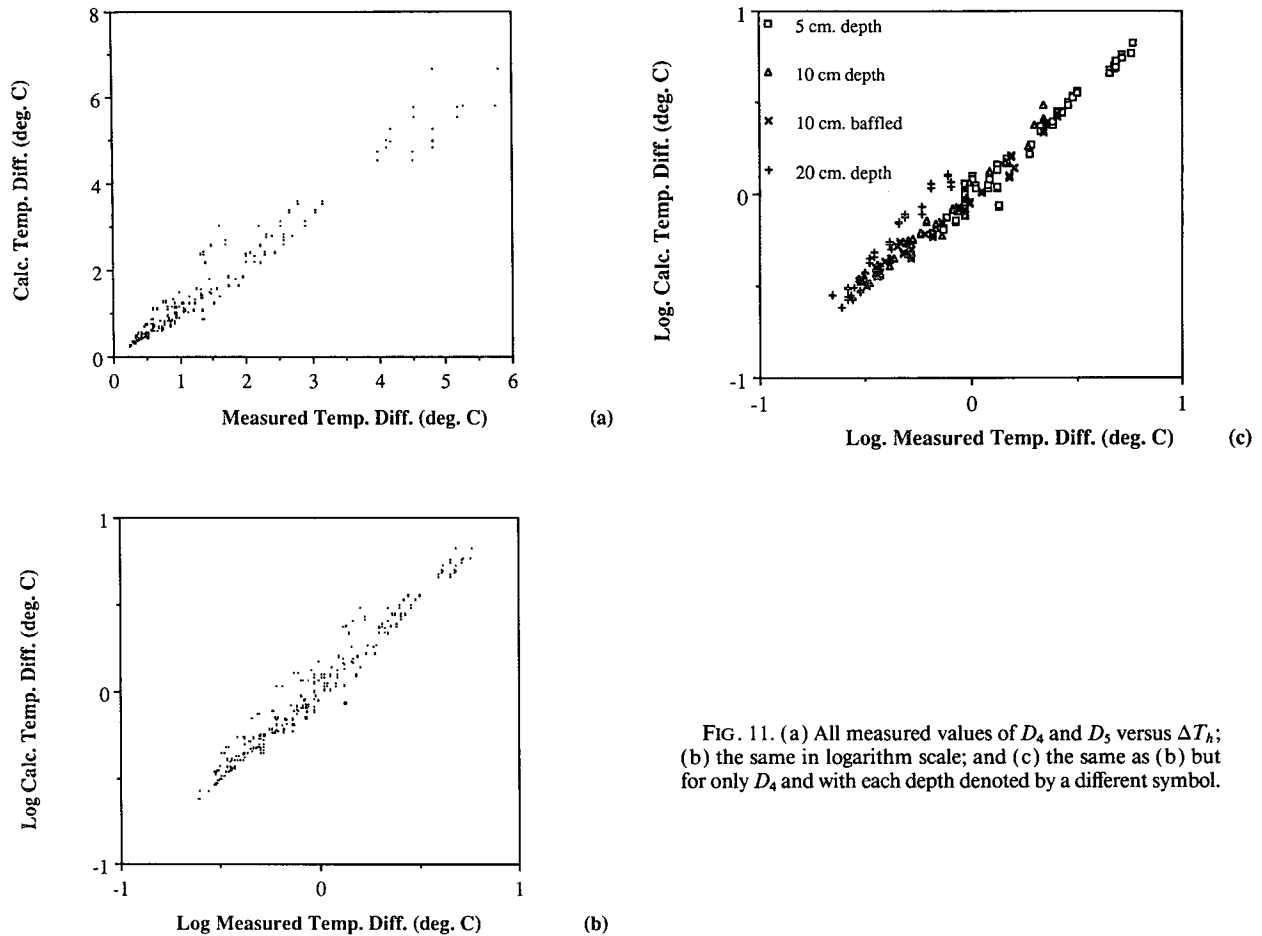 8
6
4
2
0
0 1 2 3 4 5 6
Calc. Temp. Diff. (deg. C)
Measured Temp. Diff. (deg. C)
(a)
1
0
-1
-1 0 1
5 cm. depth
10 cm depth
10 cm. baffled
20 cm. depth
Log. Calc. Temp. Diff. (deg. C)
Log. Measured Temp. Diff. (deg. C)
(c)
1
0
-1
-1 0 1
Log Calc. Temp. Diff. (deg. C)
Log Measured Temp. Diff. (deg. C)
(b)
FIG. 11. (a) All measured values of D4 and D5 versus ΔTh;
(b) the same in logarithm scale; and (c) the same as (b) but
for only D4 and with each depth denoted by a different symbol.